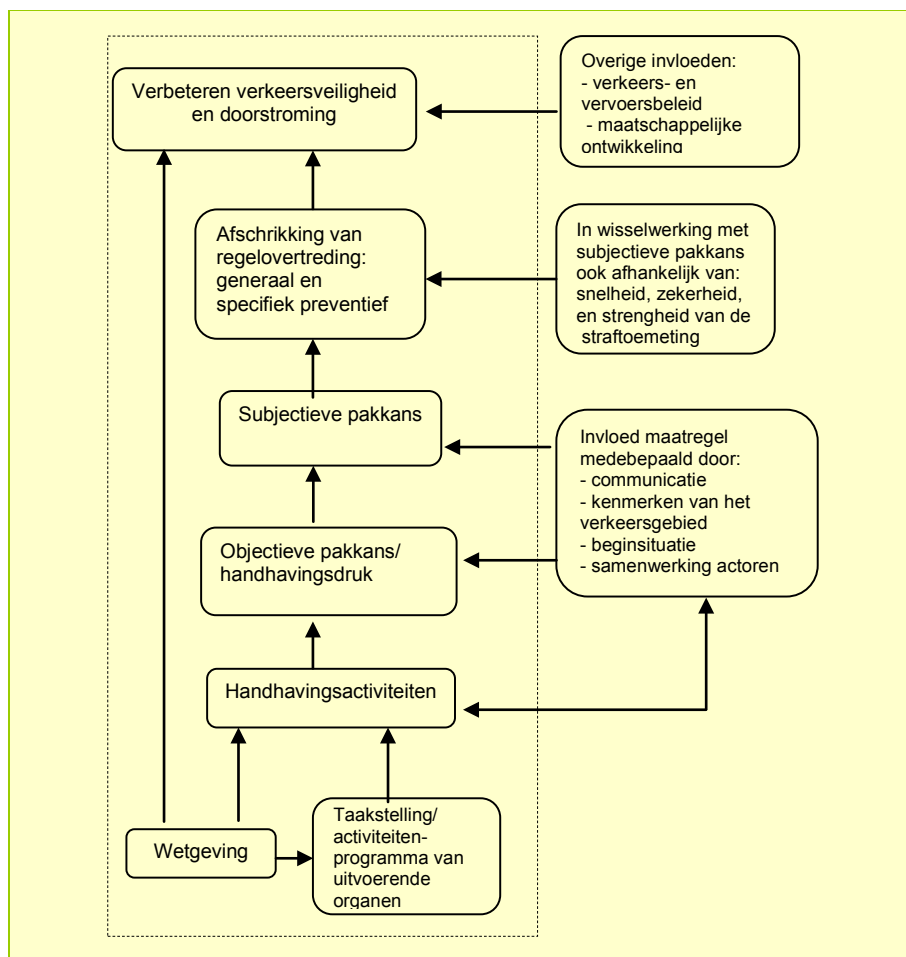 Verbeteren verkeersveiligheid
en doorstroming
Overige invloeden:
- verkeers- en
vervoersbeleid
- maatschappelijke
ontwikkeling
Afschrikking van
regelovertreding:
generaal en
specifiek preventief
In wisselwerking met
subjectieve pakkans
ook afhankelijk van:
snelheid, zekerheid,
en strengheid van de
straftoemeting
Subjectieve pakkans
Invloed maatregel
medebepaald door:
- communicatie
- kenmerken van het
verkeersgebied
- beginsituatie
- samenwerking actoren
Objectieve pakkans/
handhavingsdruk
Handhavingsactiviteiten
Wetgeving
Taakstelling/
activiteiten-
programma van
uitvoerende
organen